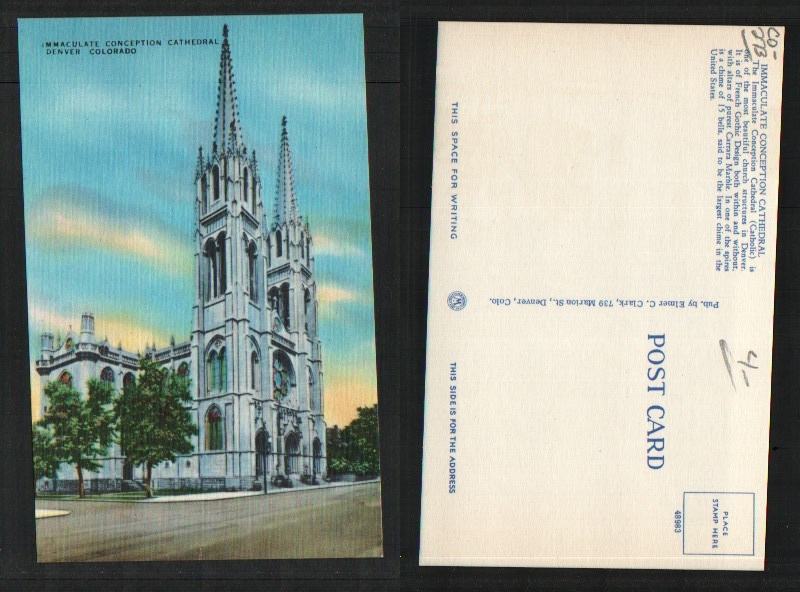 IMMACULATE CONCEPTION CATHEDRAL
DENVER COLORADO
CO-
IMMACULATE CONCEPTION CATHEDRAL
The Immaculate Conception Cathedral (Catholic) is
one of the most beautiful church structures in Denver.
It is of French Gothic Design both within and without,
with altars of purest Carrara Marble. In one of the spires
is a chime of 15 bells, said to be the largest chime in the
United States.
THIS SPACE FOR WRITING
Pub. by Elmer C. Clark, 739 Marion St., Denver, Colo.
4-
POST CARD
THIS SIDE IS FOR THE ADDRESS
PLACE
STAMP HERE
48983